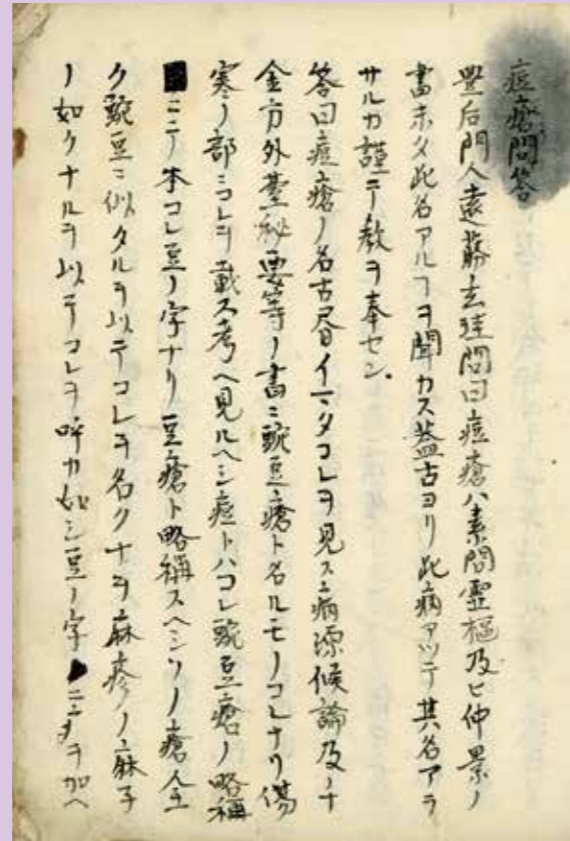 痘瘡問答
豊后門人遠藤玄珪問曰痘瘡ハ素問霊枢及ヒ仲景ノ
書未タ此名アルヿヲ聞カス蓋古ヨリ此病アツテ其名アラ
サルカ謹テ教ヲ奉セン
答曰痘瘡ノ名古昔イマタコレヲ見ス病源候論及ノ千
金方外臺秘要等ノ書ニ豌豆瘡ト名ルモノコレナリ傷
寒ノ部ニコレヲ載ス考ヘ見ルヘシ痘トハコレ豌豆瘡ノ略稱
ニ〆本コレ豆ノ字ナリ豆瘡ト略稱スヘシソノ瘡全
ク豌豆ニ似タルヲ以テコレヲ名クナヲ麻疹ノ麻子
ノ如クナルヲ以テコレヲ呼カ如シ豆ノ字ニ疒ヲ加ヘ